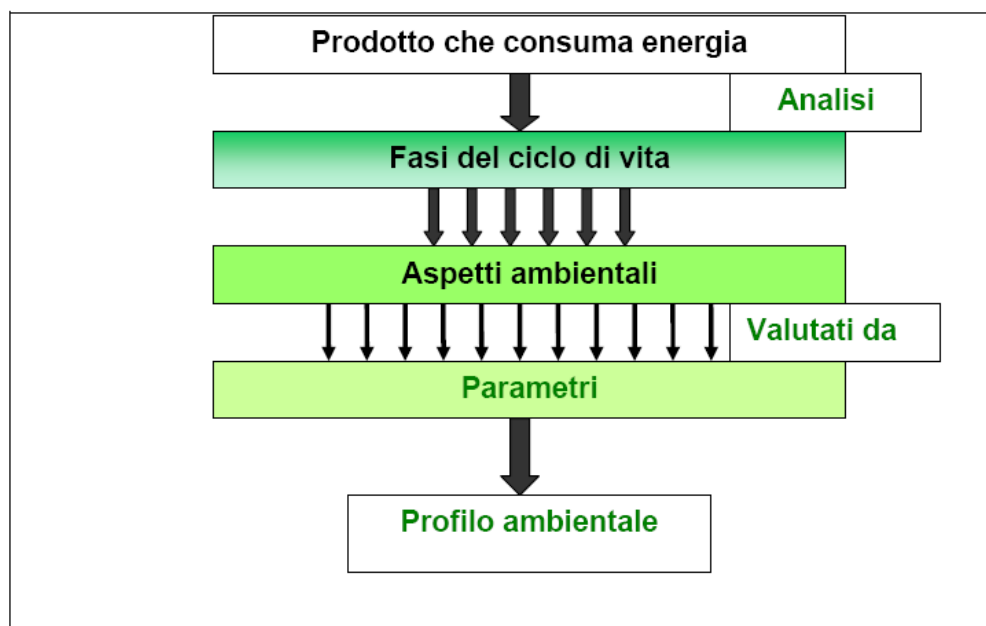 Prodotto che consuma energia
Analisi
Fasi del ciclo di vita
Aspetti ambientali
Valutati da
Parametri
Profilo ambientale